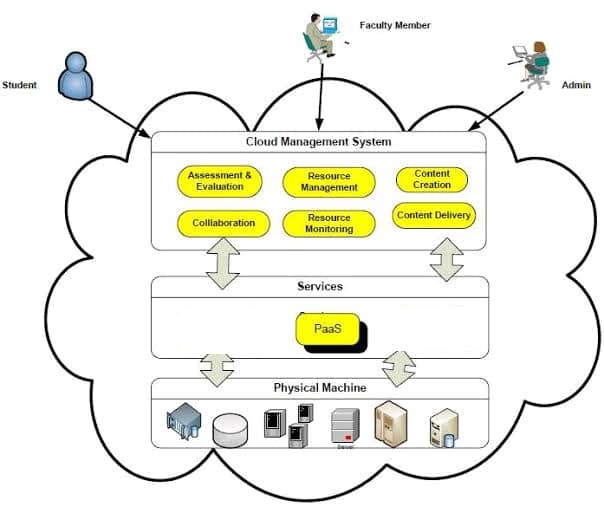 Faculty Member
Student
Admin
Cloud Management System
Assessment &
Evaluation
Resource
Management
Content
Creation
Colllaboration
Resource
Monitoring
Content Delivery
Services
PaaS
Physical Machine